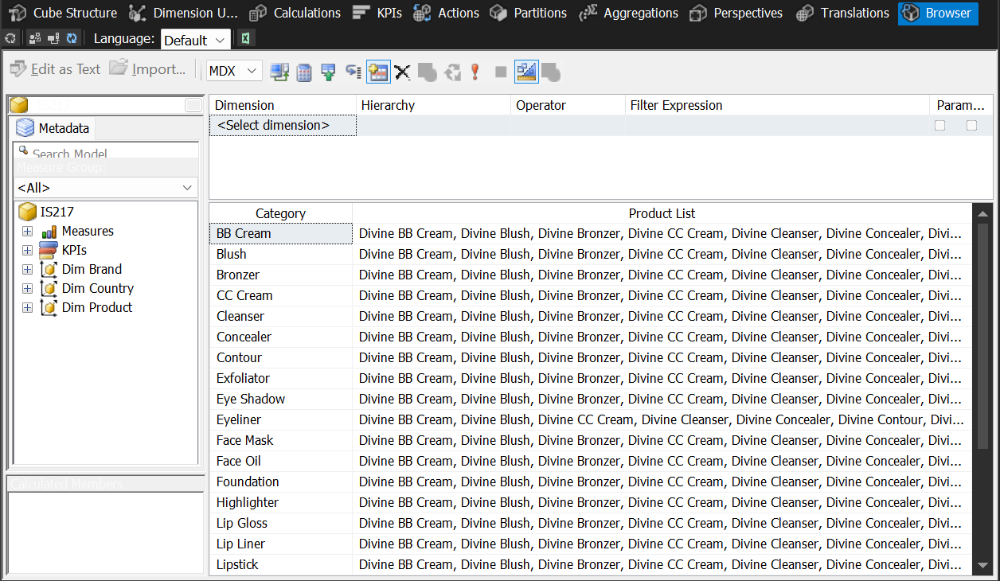 Cube Structure Dimension U... Calculations KPIs Actions Partitions Aggregations Perspectives Translations Browser
Language: Default
Edit as Text Import... MDX
IS217
Metadata
Search Model
Measure Group:
<All>
IS217
Measures
KPIs
Dim Brand
Dim Country
Dim Product
Calculated Members
Dimension Hierarchy Operator Filter Expression Param...
<Select dimension>
Category Product List
BB Cream Divine BB Cream, Divine Blush, Divine Bronzer, Divine CC Cream, Divine Cleanser, Divine Concealer, Divi...
Blush Divine BB Cream, Divine Blush, Divine Bronzer, Divine CC Cream, Divine Cleanser, Divine Concealer, Divi...
Bronzer Divine BB Cream, Divine Blush, Divine Bronzer, Divine CC Cream, Divine Cleanser, Divine Concealer, Divi...
CC Cream Divine BB Cream, Divine Blush, Divine Bronzer, Divine CC Cream, Divine Cleanser, Divine Concealer, Divi...
Cleanser Divine BB Cream, Divine Blush, Divine Bronzer, Divine CC Cream, Divine Cleanser, Divine Concealer, Divi...
Concealer Divine BB Cream, Divine Blush, Divine Bronzer, Divine CC Cream, Divine Cleanser, Divine Concealer, Divi...
Contour Divine BB Cream, Divine Blush, Divine Bronzer, Divine CC Cream, Divine Cleanser, Divine Concealer, Divi...
Exfoliator Divine BB Cream, Divine Blush, Divine Bronzer, Divine CC Cream, Divine Cleanser, Divine Concealer, Divi...
Eye Shadow Divine BB Cream, Divine Blush, Divine Bronzer, Divine CC Cream, Divine Cleanser, Divine Concealer, Divi...
Eyeliner Divine BB Cream, Divine Blush, Divine CC Cream, Divine Cleanser, Divine Concealer, Divine Contour, Divi...
Face Mask Divine BB Cream, Divine Blush, Divine Bronzer, Divine CC Cream, Divine Cleanser, Divine Concealer, Divi...
Face Oil Divine BB Cream, Divine Blush, Divine Bronzer, Divine CC Cream, Divine Cleanser, Divine Concealer, Divi...
Foundation Divine BB Cream, Divine Blush, Divine Bronzer, Divine CC Cream, Divine Cleanser, Divine Concealer, Divi...
Highlighter Divine BB Cream, Divine Blush, Divine Bronzer, Divine CC Cream, Divine Cleanser, Divine Concealer, Divi...
Lip Gloss Divine BB Cream, Divine Blush, Divine Bronzer, Divine CC Cream, Divine Cleanser, Divine Concealer, Divi...
Lip Liner Divine BB Cream, Divine Blush, Divine Bronzer, Divine CC Cream, Divine Cleanser, Divine Concealer, Divi...
Lipstick Divine BB Cream, Divine Blush, Divine Bronzer, Divine CC Cream, Divine Cleanser, Divine Concealer, Divi...